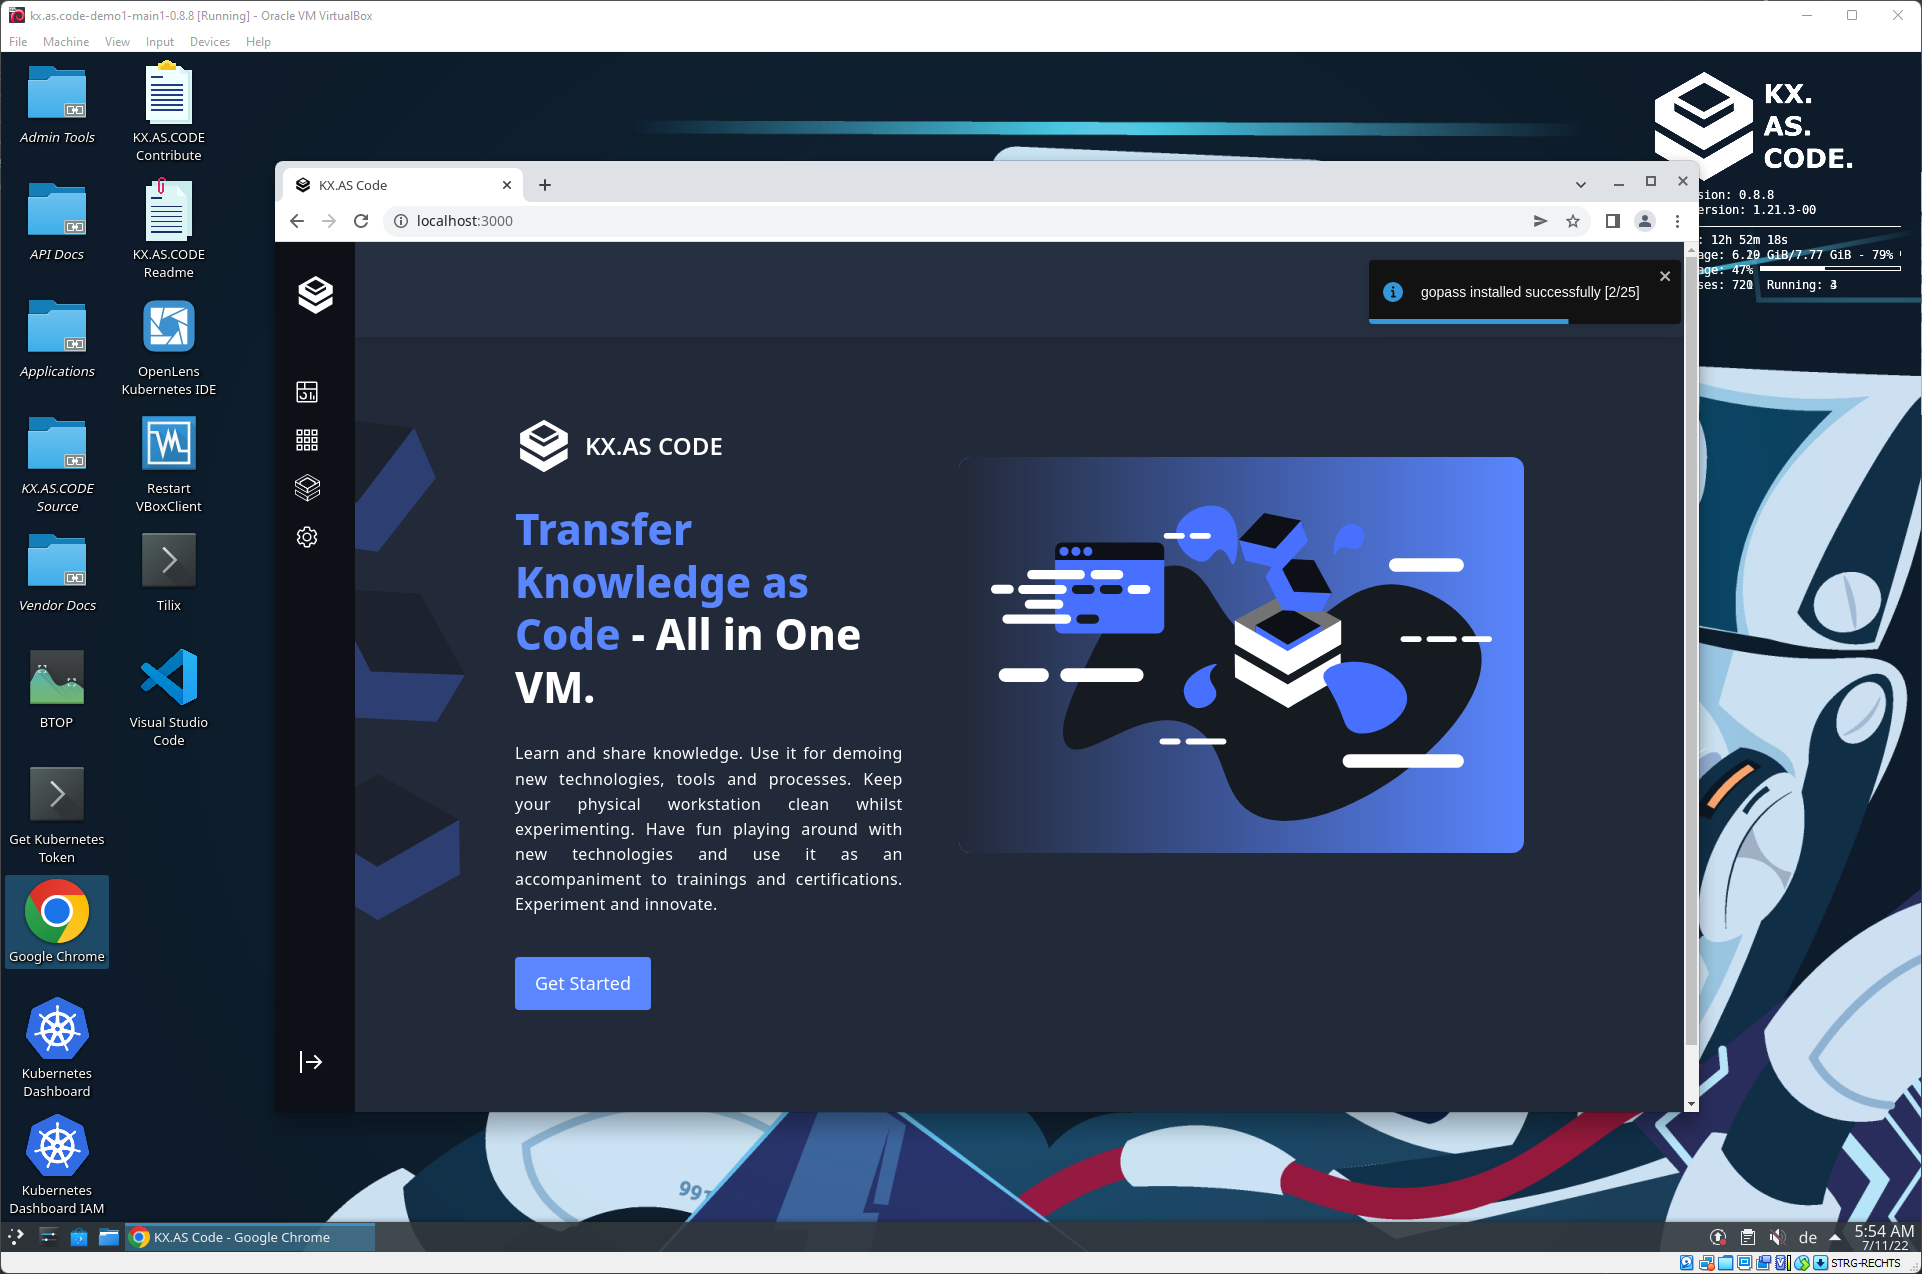 kx.as.code-demo1-main1-0.8.8 [Running] - Oracle VM VirtualBox
File Machine View Input Devices Help
Admin Tools
KX.AS.CODE
Contribute
API Docs
KX.AS.CODE
Readme
Applications
OpenLens
Kubernetes IDE
KX.AS.CODE
Source
Restart
VBoxClient
Vendor Docs
Tilix
BTOP
Visual Studio
Code
Get Kubernetes
Token
Google Chrome
Kubernetes
Dashboard
Kubernetes
Dashboard IAM
KX.
AS.
CODE.
sion: 0.8.8
ersion: 1.21.3-00
: 12h 52m 18s
age: 6.20 GiB/7.77 GiB - 79%
age: 47%
ses: 720 Running:
KX.AS Code
localhost:3000
gopass installed successfully [2/25]
KX.AS CODE
Transfer
Knowledge as
Code - All in One
VM.
Learn and share knowledge. Use it for demoing
new technologies, tools and processes. Keep
your physical workstation clean whilst
experimenting. Have fun playing around with
new technologies and use it as an
accompaniment to trainings and certifications.
Experiment and innovate.
Get Started
KX.AS Code - Google Chrome
de
5:54 AM
7/11/22
STRG-RECHTS